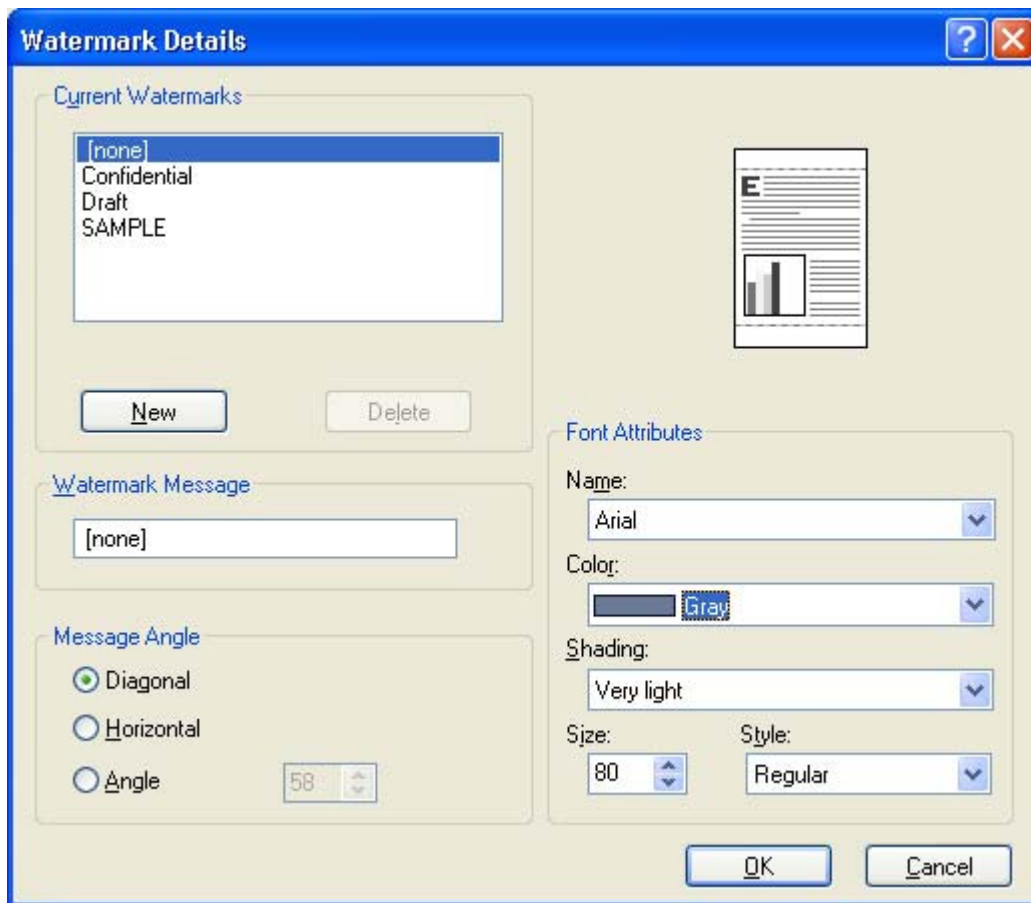 Watermark Details
?
Current Watermarks
[none]
Confidential
Draft
SAMPLE
New
Delete
Watermark Message
[none]
Message Angle
Diagonal
Horizontal
Angle
58
E
Font Attributes
Name:
Arial
Color:
Gray
Shading:
Very light
Size: Style:
80 Regular
OK Cancel